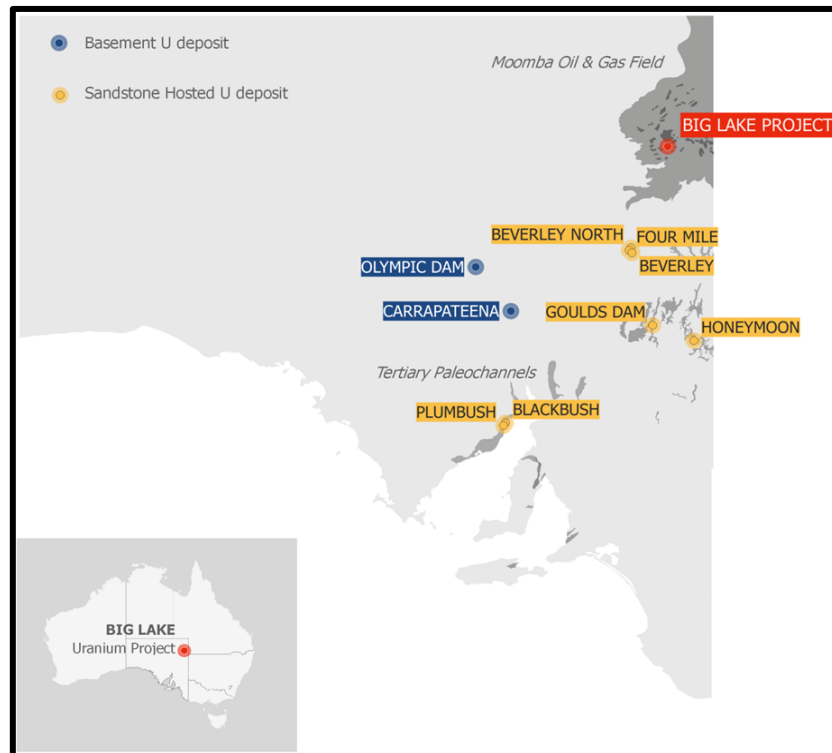 Basement U deposit
Sandstone Hosted U deposit
Moomba Oil & Gas Field
BIG LAKE PROJECT
BEVERLEY NORTH
FOUR MILE
BEVERLEY
OLYMPIC DAM
CARRAPATEENA
GOULDS DAM
HONEYMOON
Tertiary Paleochannels
PLUMBUSH
BLACKBUSH
BIG LAKE
Uranium Project